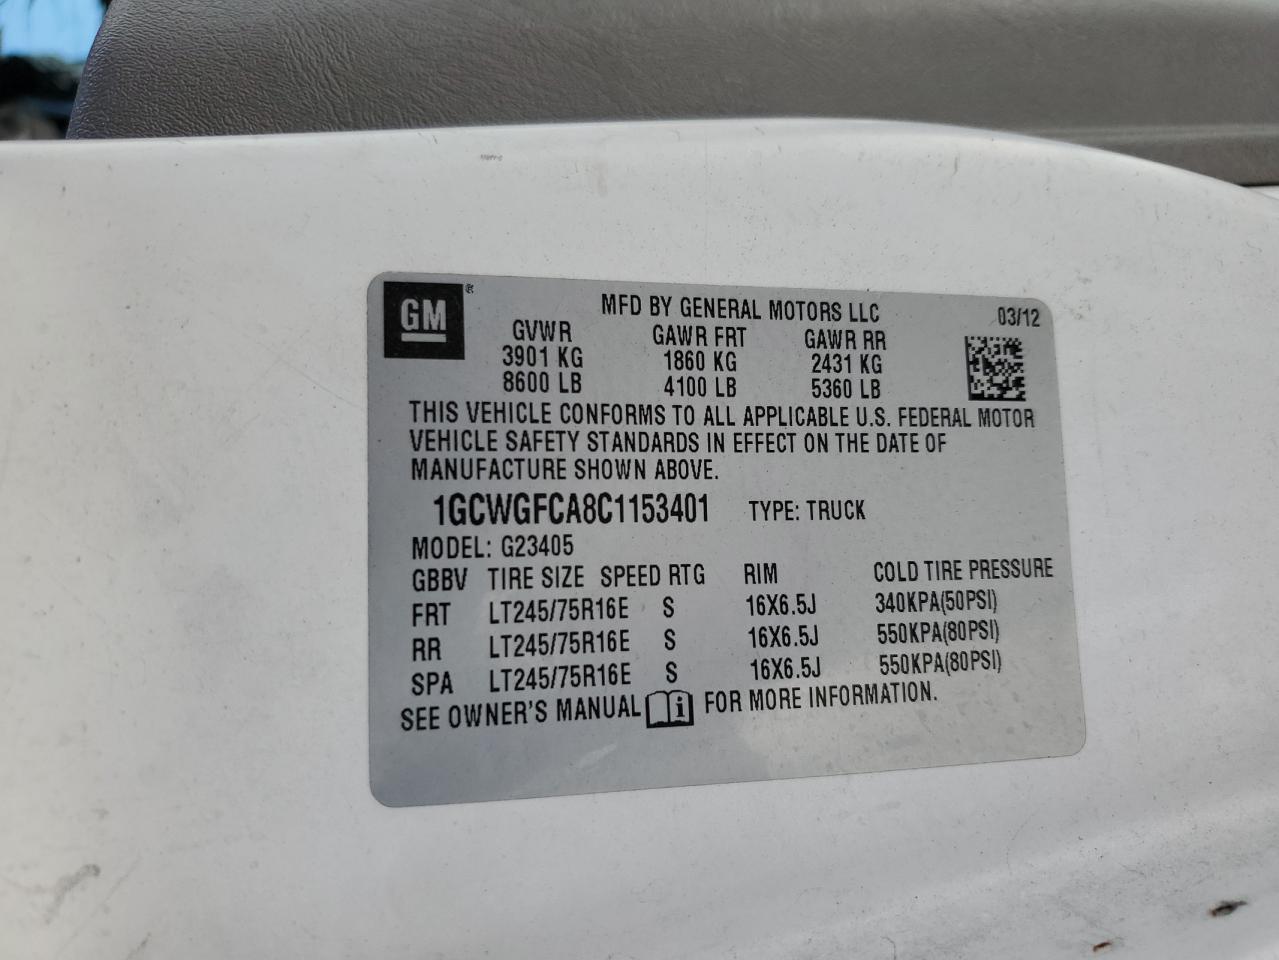 GM ®
MFD BY GENERAL MOTORS LLC 03/12
GVWR GAWR FRT GAWR RR
3901 KG 1860 KG 2431 KG
8600 LB 4100 LB 5360 LB
THIS VEHICLE CONFORMS TO ALL APPLICABLE U.S. FEDERAL MOTOR
VEHICLE SAFETY STANDARDS IN EFFECT ON THE DATE OF
MANUFACTURE SHOWN ABOVE.
1GCWGFCA8C1153401 TYPE: TRUCK
MODEL: G23405
GBBV TIRE SIZE SPEED RTG RIM COLD TIRE PRESSURE
FRT LT245/75R16E S 16X6.5J 340KPA(50PSI)
RR LT245/75R16E S 16X6.5J 550KPA(80PSI)
SPA LT245/75R16E S 16X6.5J 550KPA(80PSI)
SEE OWNER'S MANUAL i FOR MORE INFORMATION.